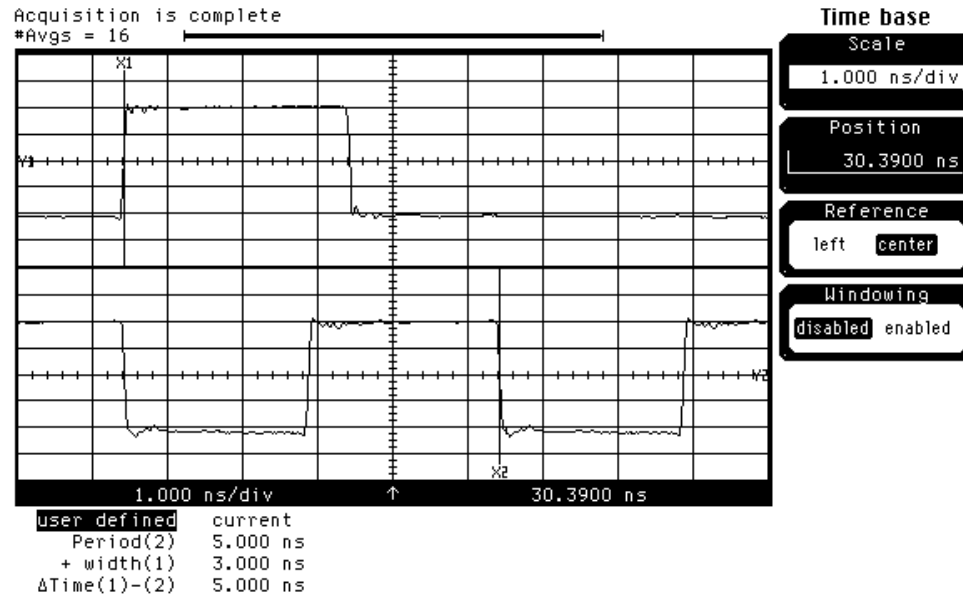 Acquisition is complete
#Avgs = 16
X1
Y1
Y2
X2
1.000 ns/div ↑ 30.3900 ns
user defined current
Period(2) 5.000 ns
+ width(1) 3.000 ns
ΔTime(1)-(2) 5.000 ns
Time base
Scale
1.000 ns/div
Position
30.3900 ns
Reference
left center
Windowing
disabled enabled